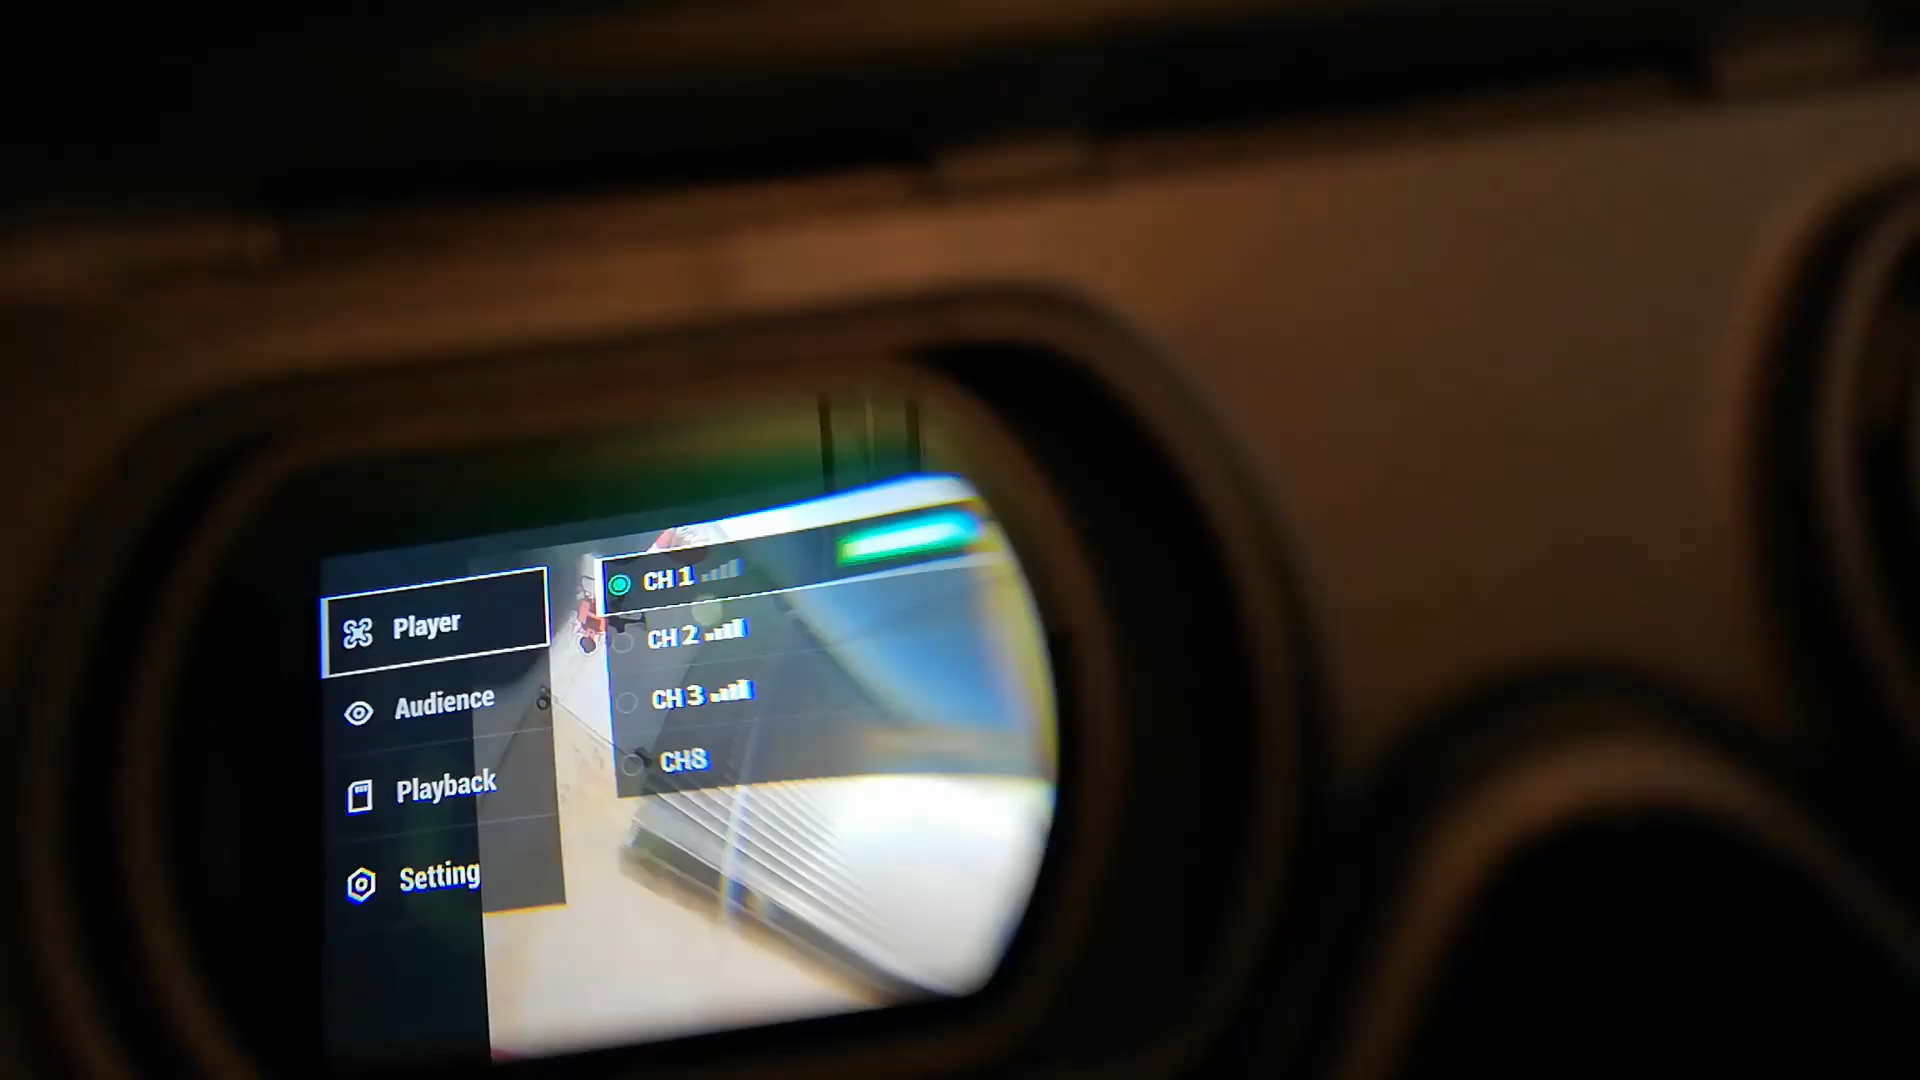 Player
Audience
Playback
Setting
CH 1
CH 2
CH 3
CH8